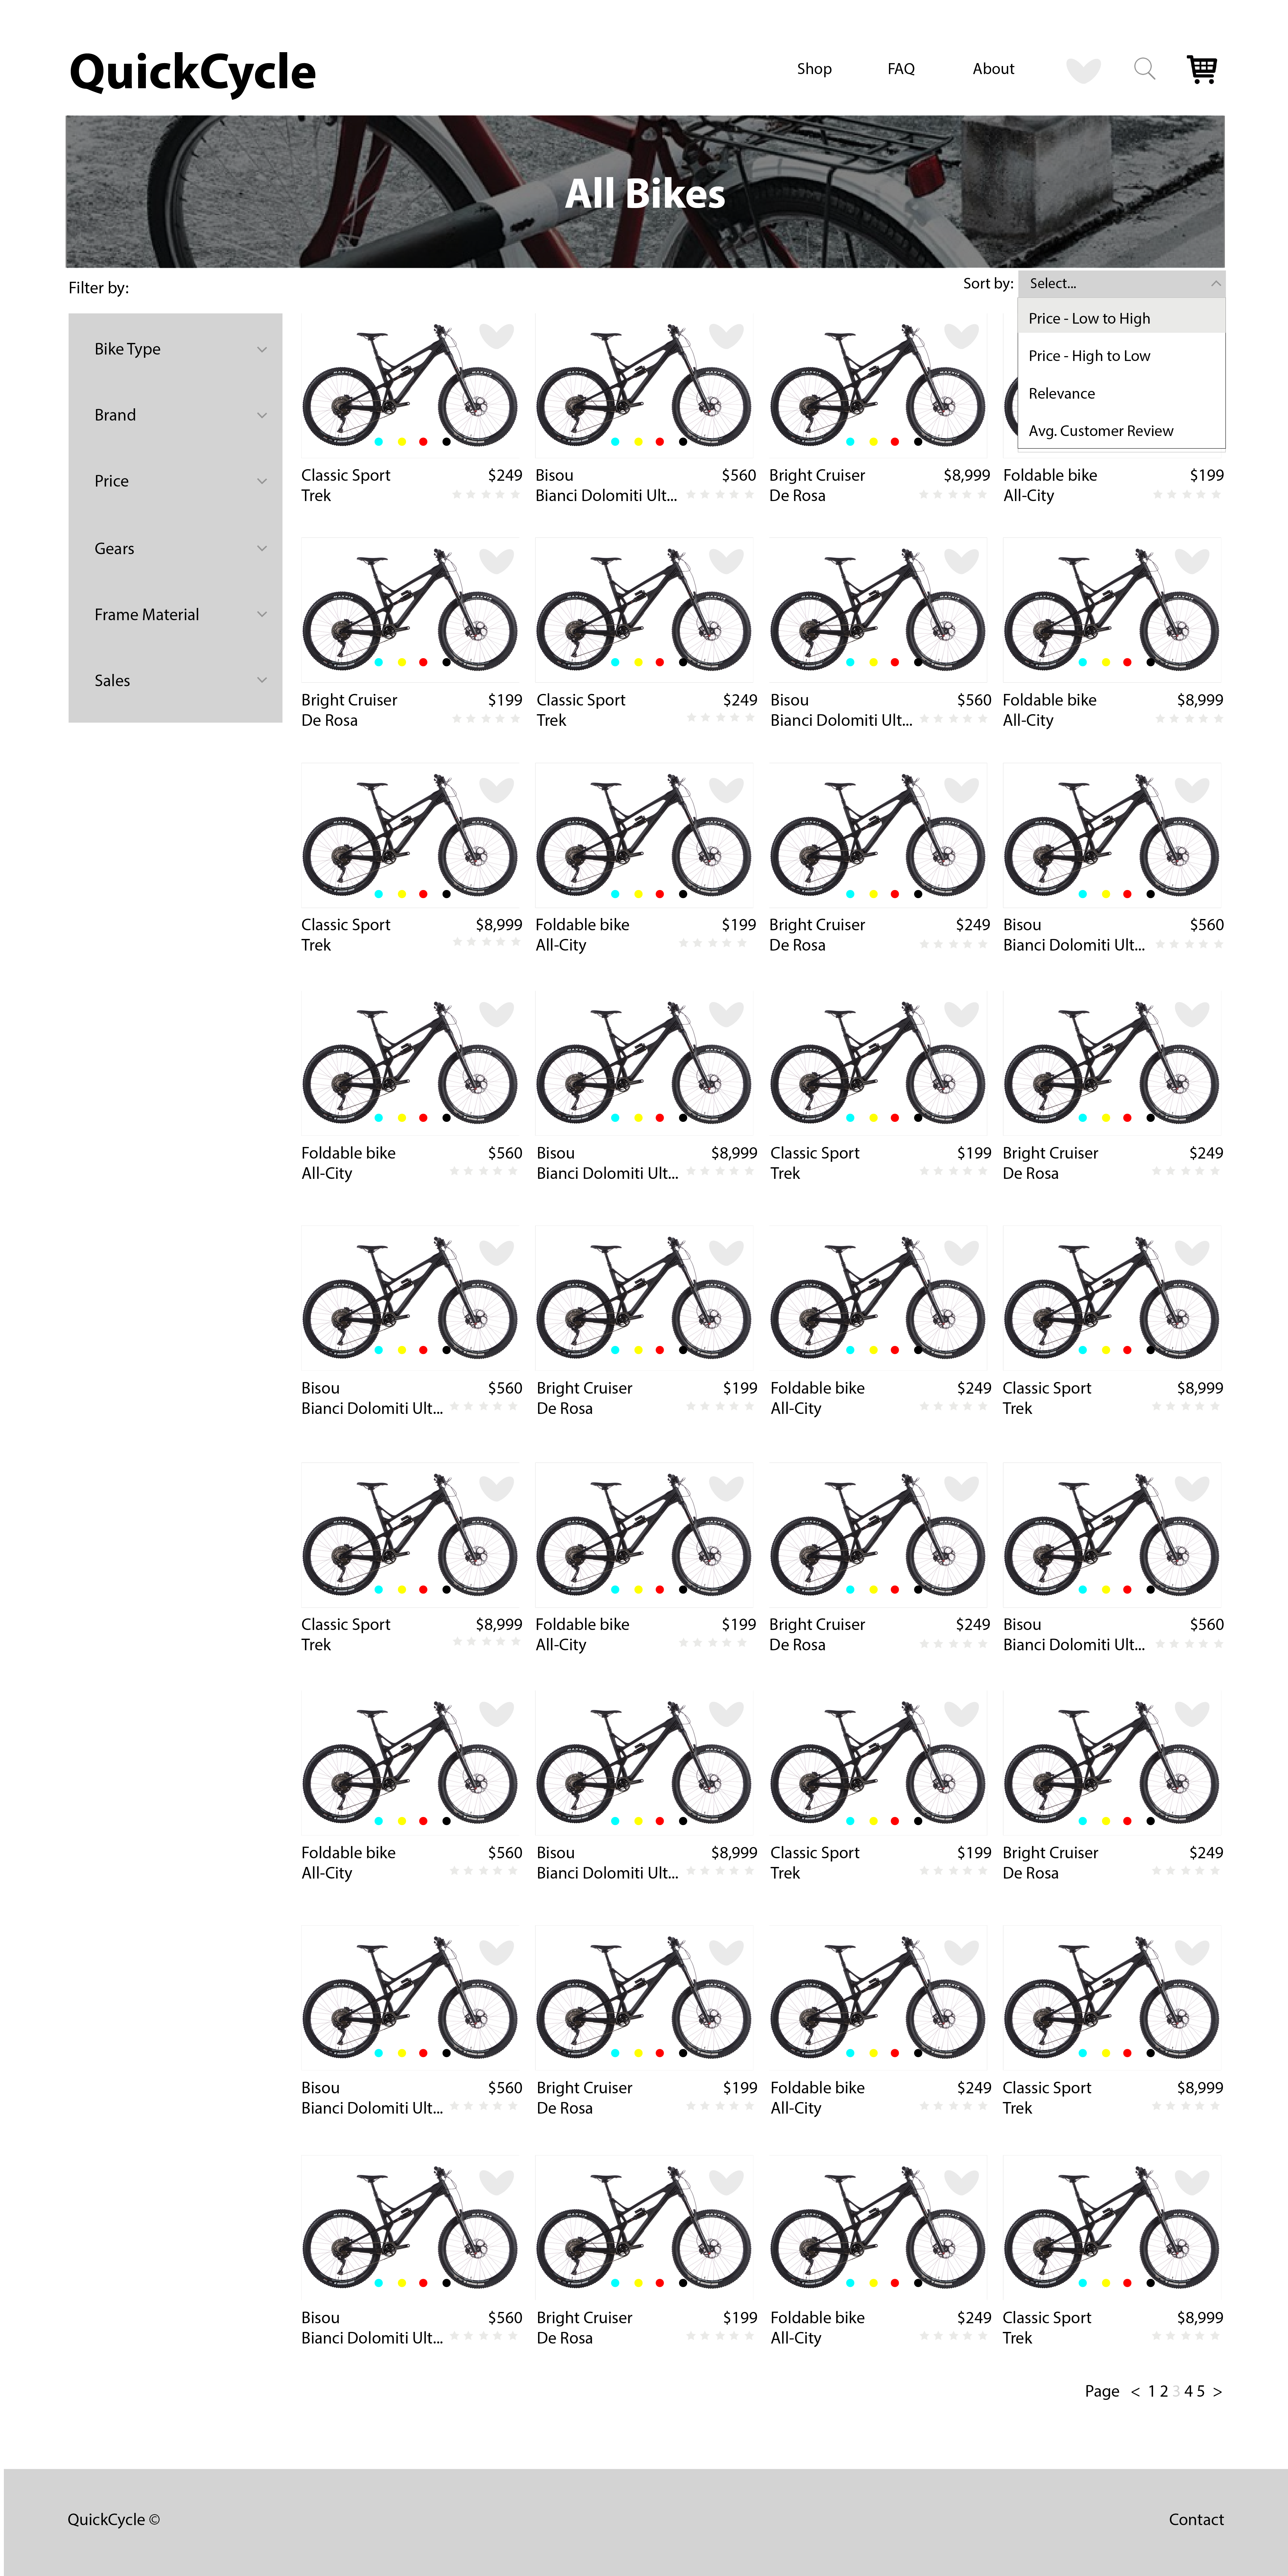 QuickCycle
Shop FAQ About
All Bikes
Filter by:
Sort by: Select...
Price - Low to High
Price - High to Low
Relevance
Avg. Customer Review
Bike Type
Brand
Price
Gears
Frame Material
Sales
Classic Sport $249
Trek
Bisou $560
Bianci Dolomiti Ult...
Bright Cruiser $8,999
De Rosa
Foldable bike $199
All-City
Bright Cruiser $199
De Rosa
Classic Sport $249
Trek
Bisou $560
Bianci Dolomiti Ult...
Foldable bike $8,999
All-City
Classic Sport $8,999
Trek
Foldable bike $199
All-City
Bright Cruiser $249
De Rosa
Bisou $560
Bianci Dolomiti Ult...
Foldable bike $560
All-City
Bisou $8,999
Bianci Dolomiti Ult...
Classic Sport $199
Trek
Bright Cruiser $249
De Rosa
Bisou $560
Bianci Dolomiti Ult...
Bright Cruiser $199
De Rosa
Foldable bike $249
All-City
Classic Sport $8,999
Trek
Classic Sport $8,999
Trek
Foldable bike $199
All-City
Bright Cruiser $249
De Rosa
Bisou $560
Bianci Dolomiti Ult...
Foldable bike $560
All-City
Bisou $8,999
Bianci Dolomiti Ult...
Classic Sport $199
Trek
Bright Cruiser $249
De Rosa
Bisou $560
Bianci Dolomiti Ult...
Bright Cruiser $199
De Rosa
Foldable bike $249
All-City
Classic Sport $8,999
Trek
Bisou $560
Bianci Dolomiti Ult...
Bright Cruiser $199
De Rosa
Foldable bike $249
All-City
Classic Sport $8,999
Trek
Page < 1 2 3 4 5 >
QuickCycle ©
Contact